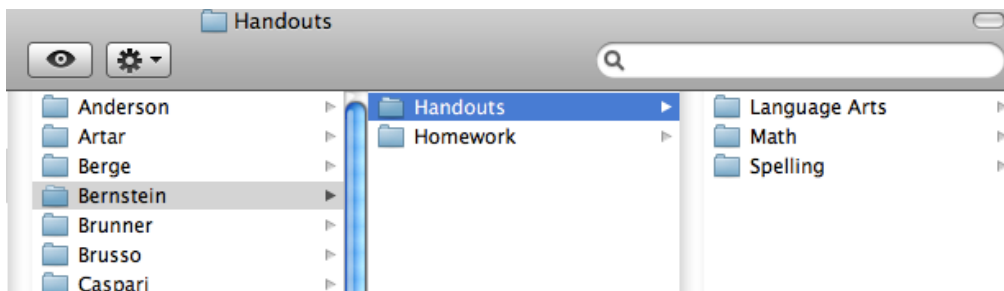 Handouts
Anderson
Artar
Berge
Bernstein
Brunner
Brusso
Caspari
Handouts
Homework
Language Arts
Math
Spelling